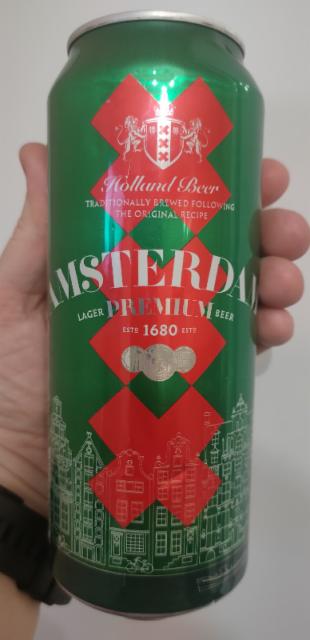 Holland Beer
TRADITIONALLY BREWED FOLLOWING
THE ORIGINAL RECIPE
AMSTERDAM
LAGER PREMIUM BEER
ESTD 1680 ESTD